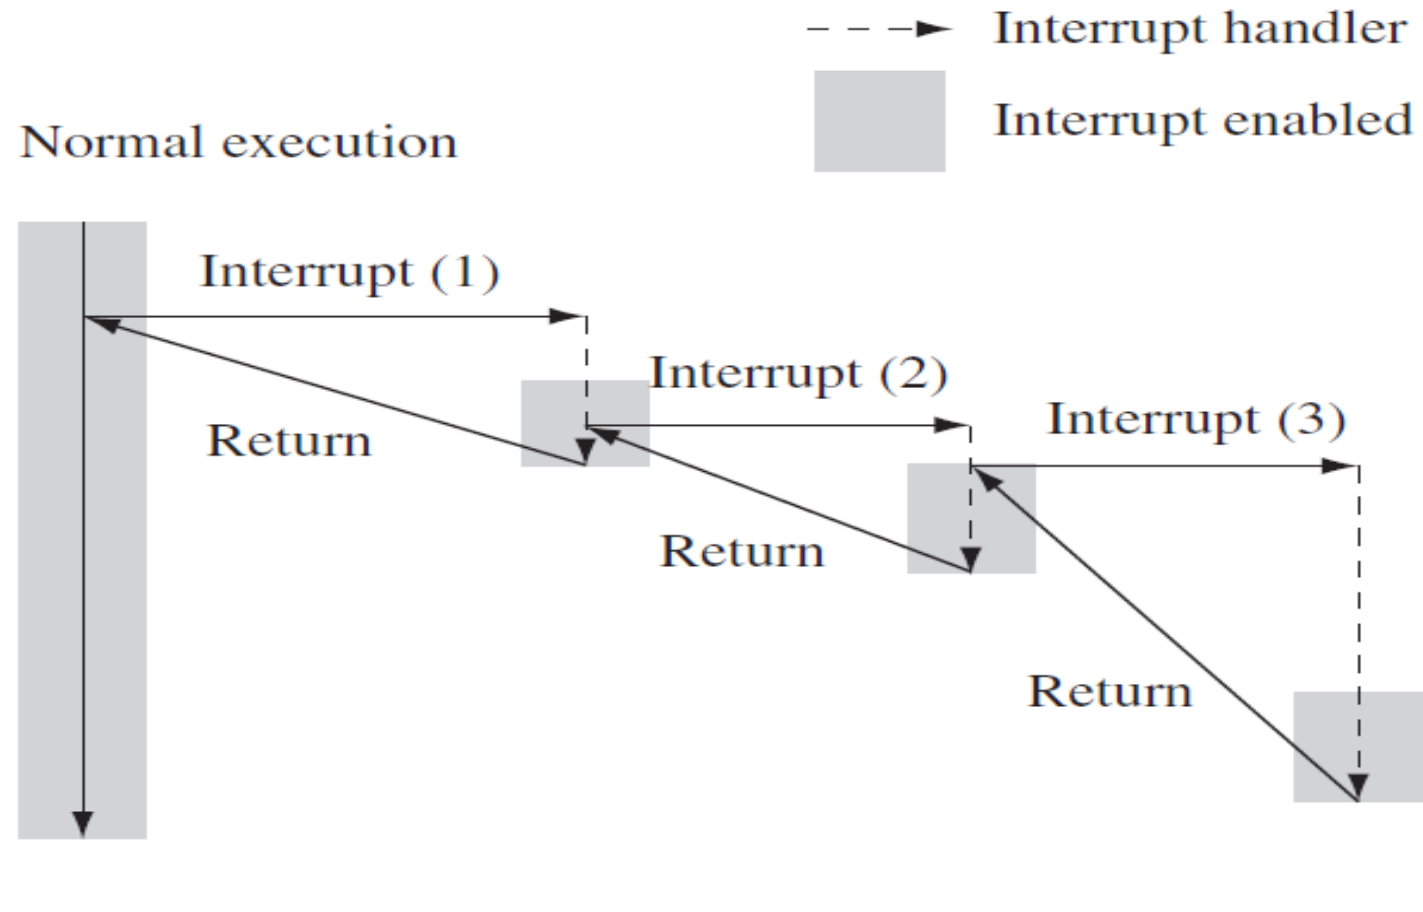 Interrupt handler
Interrupt enabled
Normal execution
Interrupt (1)
Interrupt (2)
Interrupt (3)
Return
Return
Return